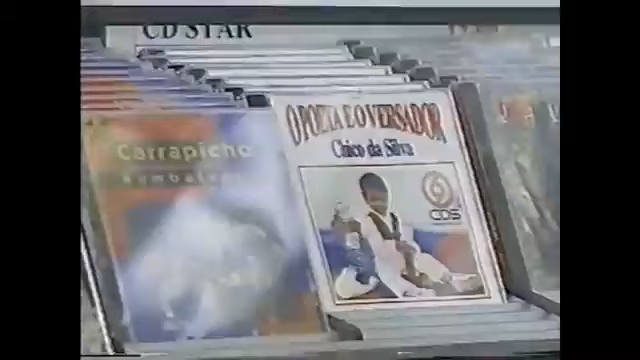 CD STAR
Carrapicho
O POETA E O VERSADOR
Chico da Silva
CDS